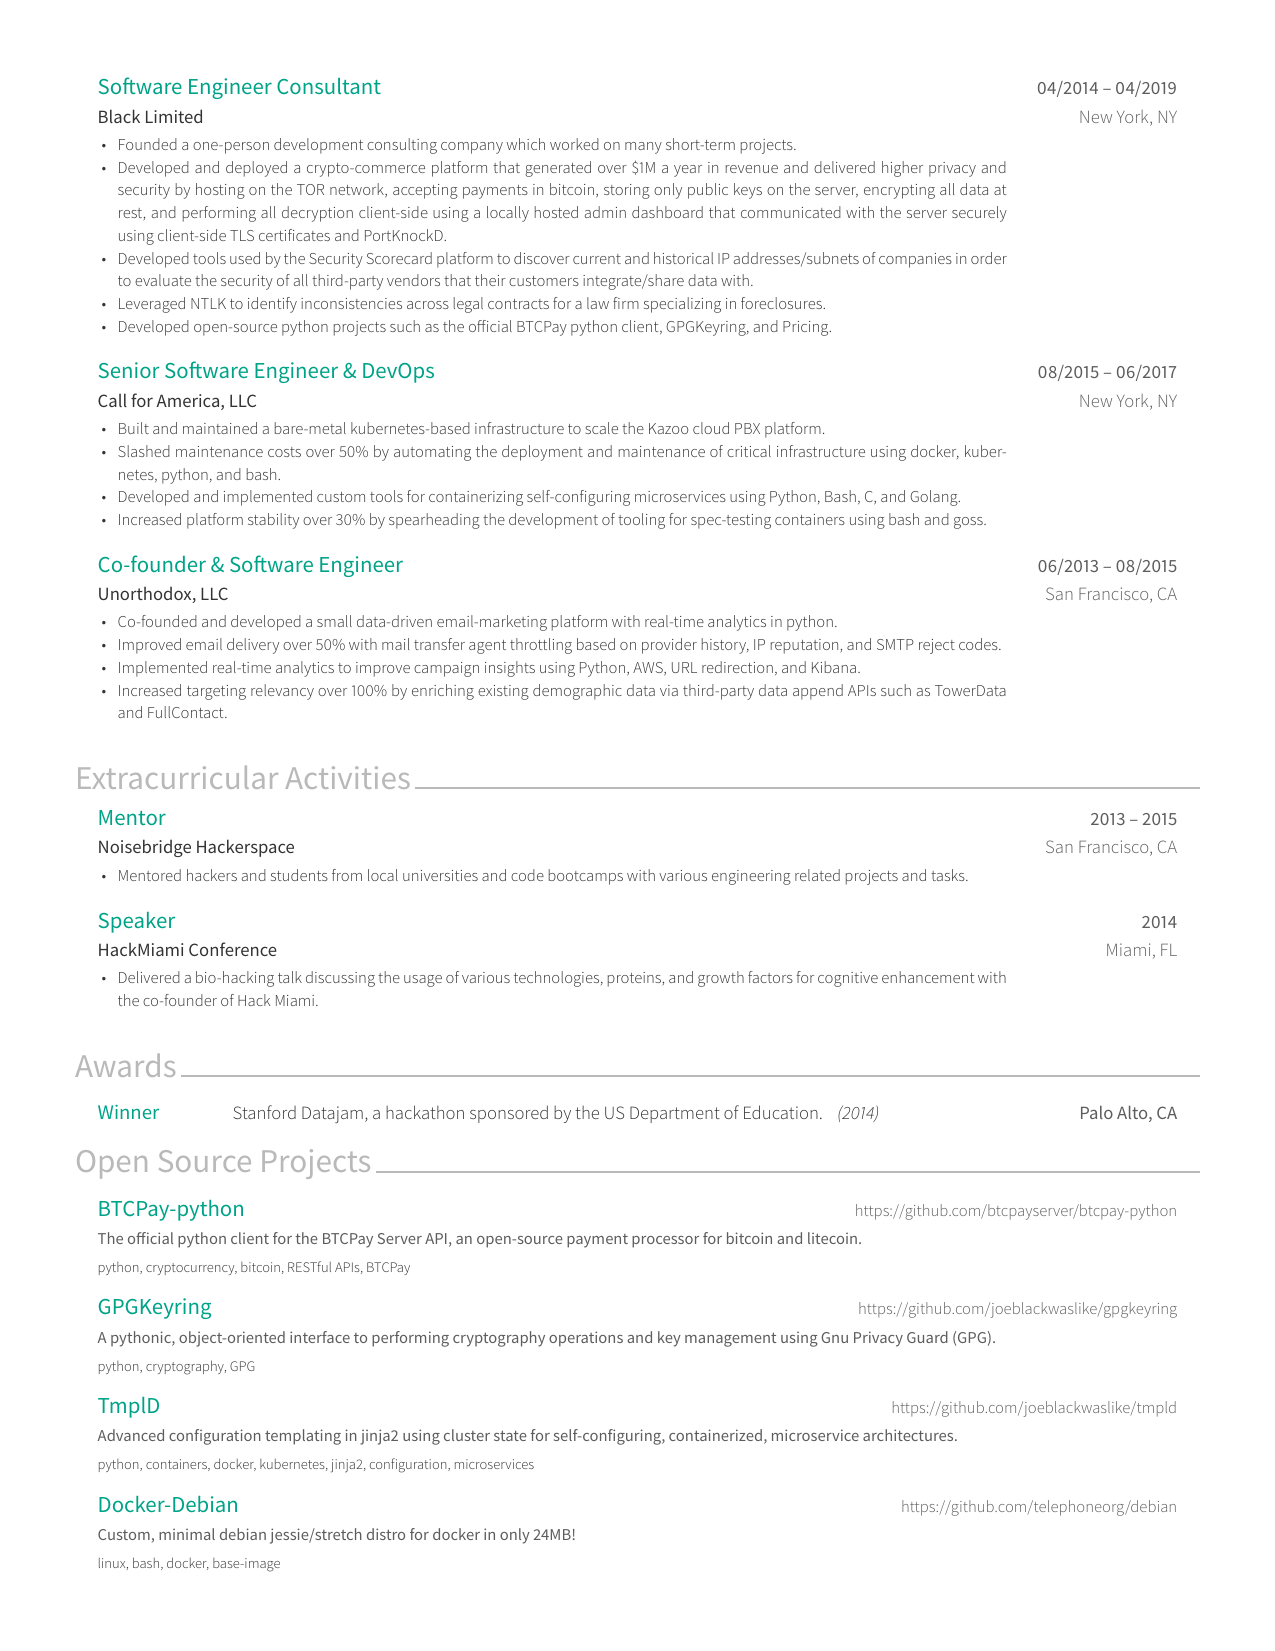 Software Engineer Consultant 04/2014 – 04/2019
Black Limited New York, NY
• Founded a one-person development consulting company which worked on many short-term projects.
• Developed and deployed a crypto-commerce platform that generated over $1M a year in revenue and delivered higher privacy and
security by hosting on the TOR network, accepting payments in bitcoin, storing only public keys on the server, encrypting all data at
rest, and performing all decryption client-side using a locally hosted admin dashboard that communicated with the server securely
using client-side TLS certificates and PortKnockD.
• Developed tools used by the Security Scorecard platform to discover current and historical IP addresses/subnets of companies in order
to evaluate the security of all third-party vendors that their customers integrate/share data with.
• Leveraged NTLK to identify inconsistencies across legal contracts for a law firm specializing in foreclosures.
• Developed open-source python projects such as the official BTCPay python client, GPGKeyring, and Pricing.
Senior Software Engineer & DevOps 08/2015 – 06/2017
Call for America, LLC New York, NY
• Built and maintained a bare-metal kubernetes-based infrastructure to scale the Kazoo cloud PBX platform.
• Slashed maintenance costs over 50% by automating the deployment and maintenance of critical infrastructure using docker, kuber-
netes, python, and bash.
• Developed and implemented custom tools for containerizing self-configuring microservices using Python, Bash, C, and Golang.
• Increased platform stability over 30% by spearheading the development of tooling for spec-testing containers using bash and goss.
Co-founder & Software Engineer 06/2013 – 08/2015
Unorthodox, LLC San Francisco, CA
• Co-founded and developed a small data-driven email-marketing platform with real-time analytics in python.
• Improved email delivery over 50% with mail transfer agent throttling based on provider history, IP reputation, and SMTP reject codes.
• Implemented real-time analytics to improve campaign insights using Python, AWS, URL redirection, and Kibana.
• Increased targeting relevancy over 100% by enriching existing demographic data via third-party data append APIs such as TowerData
and FullContact.
Extracurricular Activities
Mentor 2013 – 2015
Noisebridge Hackerspace San Francisco, CA
• Mentored hackers and students from local universities and code bootcamps with various engineering related projects and tasks.
Speaker 2014
HackMiami Conference Miami, FL
• Delivered a bio-hacking talk discussing the usage of various technologies, proteins, and growth factors for cognitive enhancement with
the co-founder of Hack Miami.
Awards
Winner Stanford Datajam, a hackathon sponsored by the US Department of Education. (2014) Palo Alto, CA
Open Source Projects
BTCPay-python https://github.com/btcpayserver/btcpay-python
The official python client for the BTCPay Server API, an open-source payment processor for bitcoin and litecoin.
python, cryptocurrency, bitcoin, RESTful APIs, BTCPay
GPGKeyring https://github.com/joeblackwaslike/gpgkeyring
A pythonic, object-oriented interface to performing cryptography operations and key management using Gnu Privacy Guard (GPG).
python, cryptography, GPG
TmplD https://github.com/joeblackwaslike/tmpld
Advanced configuration templating in jinja2 using cluster state for self-configuring, containerized, microservice architectures.
python, containers, docker, kubernetes, jinja2, configuration, microservices
Docker-Debian https://github.com/telephoneorg/debian
Custom, minimal debian jessie/stretch distro for docker in only 24MB!
linux, bash, docker, base-image